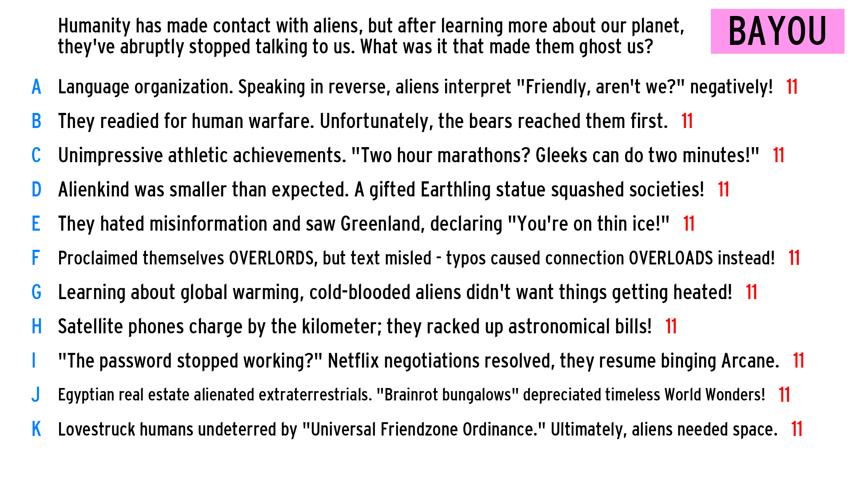 Humanity has made contact with aliens, but after learning more about our planet,
they've abruptly stopped talking to us. What was it that made them ghost us?
BAYOU
A Language organization. Speaking in reverse, aliens interpret "Friendly, aren't we?" negatively! 11
B They readied for human warfare. Unfortunately, the bears reached them first. 11
C Unimpressive athletic achievements. "Two hour marathons? Gleeks can do two minutes!" 11
D Alienkind was smaller than expected. A gifted Earthling statue squashed societies! 11
E They hated misinformation and saw Greenland, declaring "You're on thin ice!" 11
F Proclaimed themselves OVERLORDS, but text misled - typos caused connection OVERLOADS instead! 11
G Learning about global warming, cold-blooded aliens didn't want things getting heated! 11
H Satellite phones charge by the kilometer; they racked up astronomical bills! 11
I "The password stopped working?" Netflix negotiations resolved, they resume binging Arcane. 11
J Egyptian real estate alienated extraterrestrials. "Brainrot bungalows" depreciated timeless World Wonders! 11
K Lovestruck humans undeterred by "Universal Friendzone Ordinance." Ultimately, aliens needed space. 11